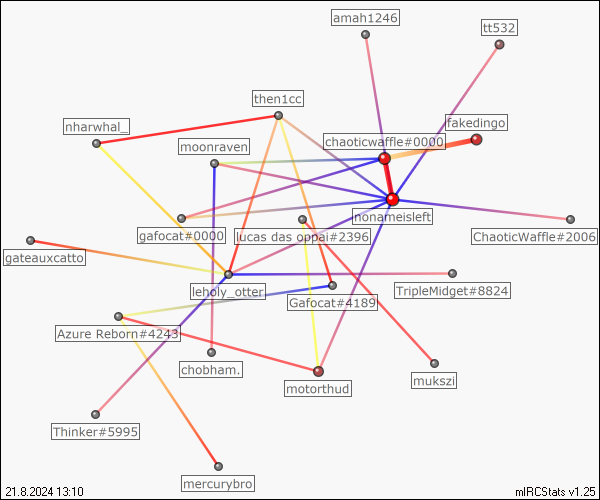 amah1246
tt532
then1cc
fakedingo
nharwhal_
chaoticwaffle#0000
moonraven
nonameisleft
gafocat#0000
lucas das oppai#2396
ChaoticWaffle#2006
gateauxcatto
leholy_otter
TripleMidget#8824
Gafocat#4189
Azure Reborn#4243
chobham.
motorthud
mukszi
Thinker#5995
mercurybro
21.8.2024 13:10
mIRCStats v1.25